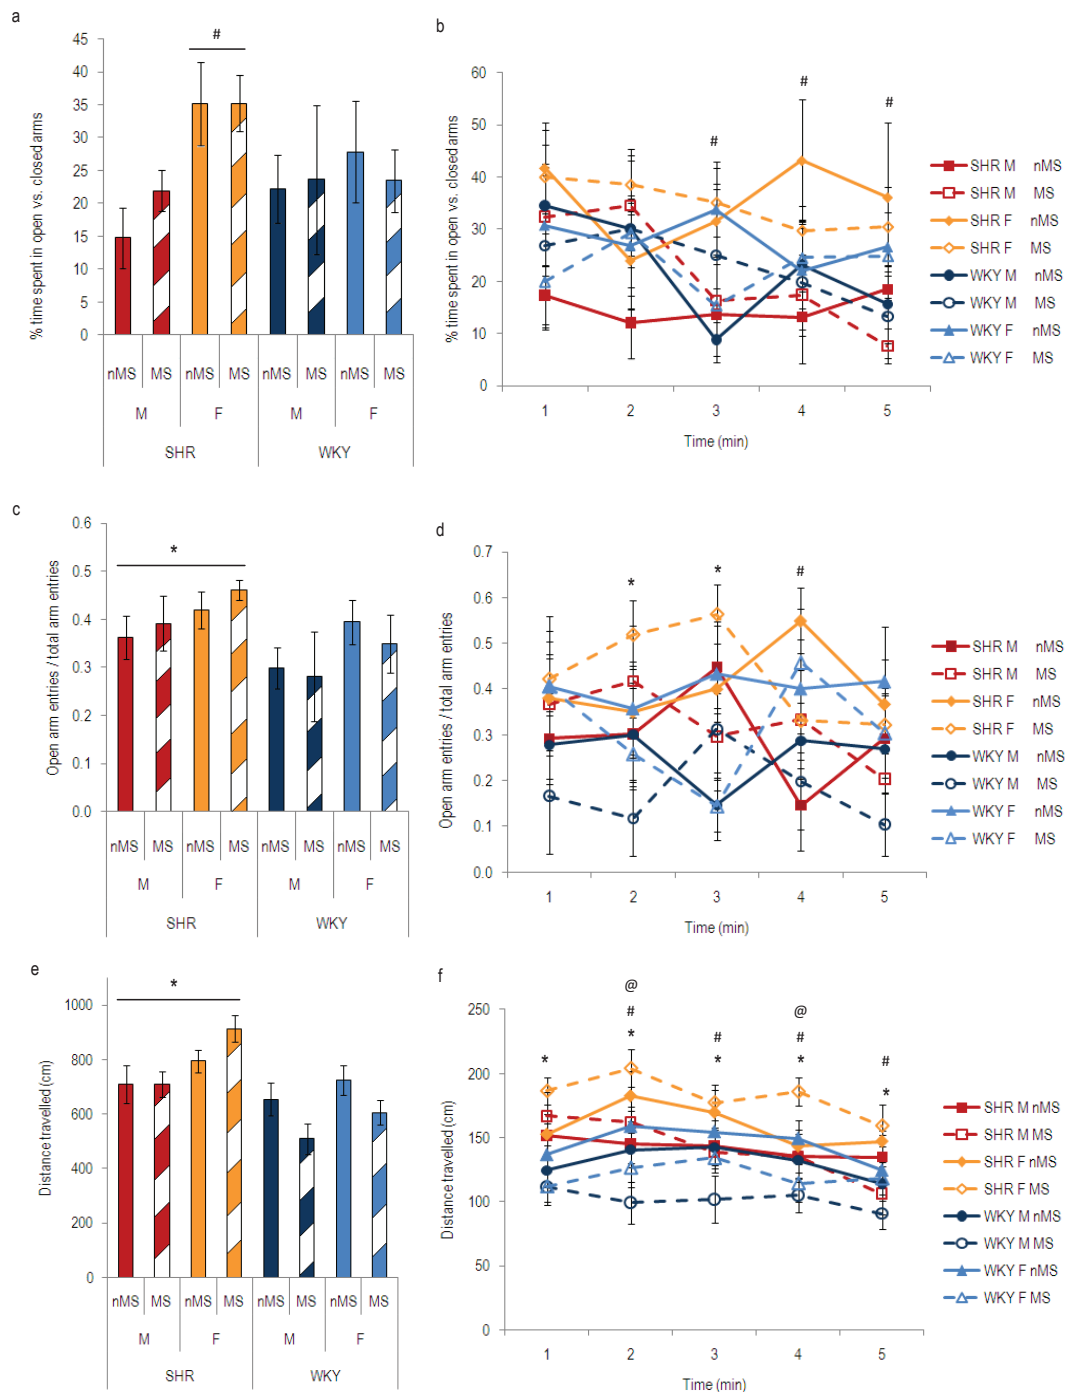 a
#
% time spent in open vs. closed arms
45
40
35
30
25
20
15
10
5
0
nMS MS nMS MS nMS MS nMS MS
M F M F
SHR WKY
b
# # #
% time spent in open vs. closed arms
60
50
40
30
20
10
0
1 2 3 4 5
Time (min)
SHR M nMS
SHR M MS
SHR F nMS
SHR F MS
WKY M nMS
WKY M MS
WKY F nMS
WKY F MS
c
*
Open arm entries / total arm entries
0.6
0.5
0.4
0.3
0.2
0.1
0.0
nMS MS nMS MS nMS MS nMS MS
M F M F
SHR WKY
d
* * #
Open arm entries / total arm entries
0.7
0.6
0.5
0.4
0.3
0.2
0.1
0.0
1 2 3 4 5
Time (min)
SHR M nMS
SHR M MS
SHR F nMS
SHR F MS
WKY M nMS
WKY M MS
WKY F nMS
WKY F MS
e
*
Distance travelled (cm)
1000
800
600
400
200
0
nMS MS nMS MS nMS MS nMS MS
M F M F
SHR WKY
f
@ @
# # # #
* * * * *
Distance travelled (cm)
250
200
150
100
50
0
1 2 3 4 5
Time (min)
SHR M nMS
SHR M MS
SHR F nMS
SHR F MS
WKY M nMS
WKY M MS
WKY F nMS
WKY F MS